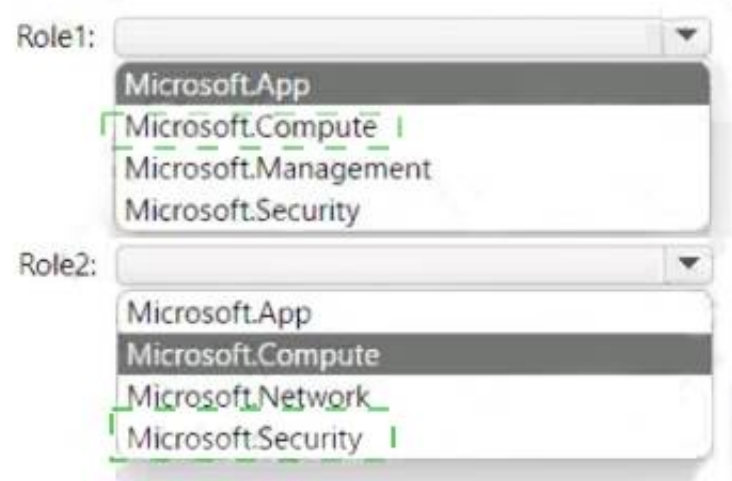 Role1:
Microsoft.App
Microsoft.Compute
Microsoft.Management
Microsoft.Security
Role2:
Microsoft.App
Microsoft.Compute
Microsoft.Network
Microsoft.Security